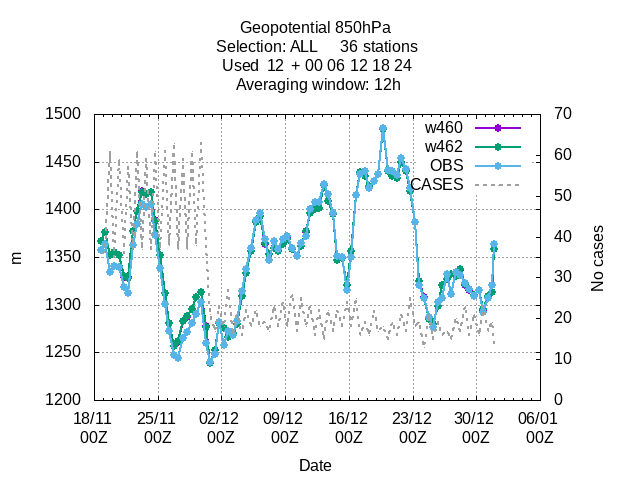 Geopotential 850hPa
Selection: ALL 36 stations
Used 12 + 00 06 12 18 24
Averaging window: 12h
1500
1450
1400
1350
1300
1250
1200
m
70
60
50
40
30
20
10
0
No cases
w460
w462
OBS
CASES
18/11 25/11 02/12 09/12 16/12 23/12 30/12 06/01
00Z 00Z 00Z 00Z 00Z 00Z 00Z 00Z
Date